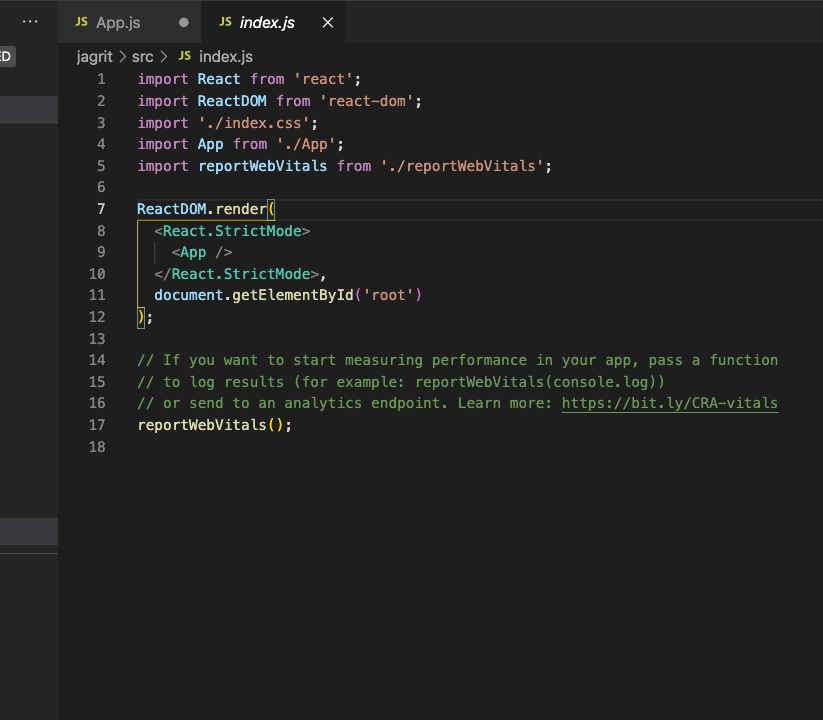 ...
JS App.js
JS index.js
ED
jagrit > src > JS index.js
1 import React from 'react';
2 import ReactDOM from 'react-dom';
3 import './index.css';
4 import App from './App';
5 import reportWebVitals from './reportWebVitals';
6
7 ReactDOM.render(
8 <React.StrictMode>
9 <App />
10 </React.StrictMode>,
11 document.getElementById('root')
12 );
13
14 // If you want to start measuring performance in your app, pass a function
15 // to log results (for example: reportWebVitals(console.log))
16 // or send to an analytics endpoint. Learn more: https://bit.ly/CRA-vitals
17 reportWebVitals();
18